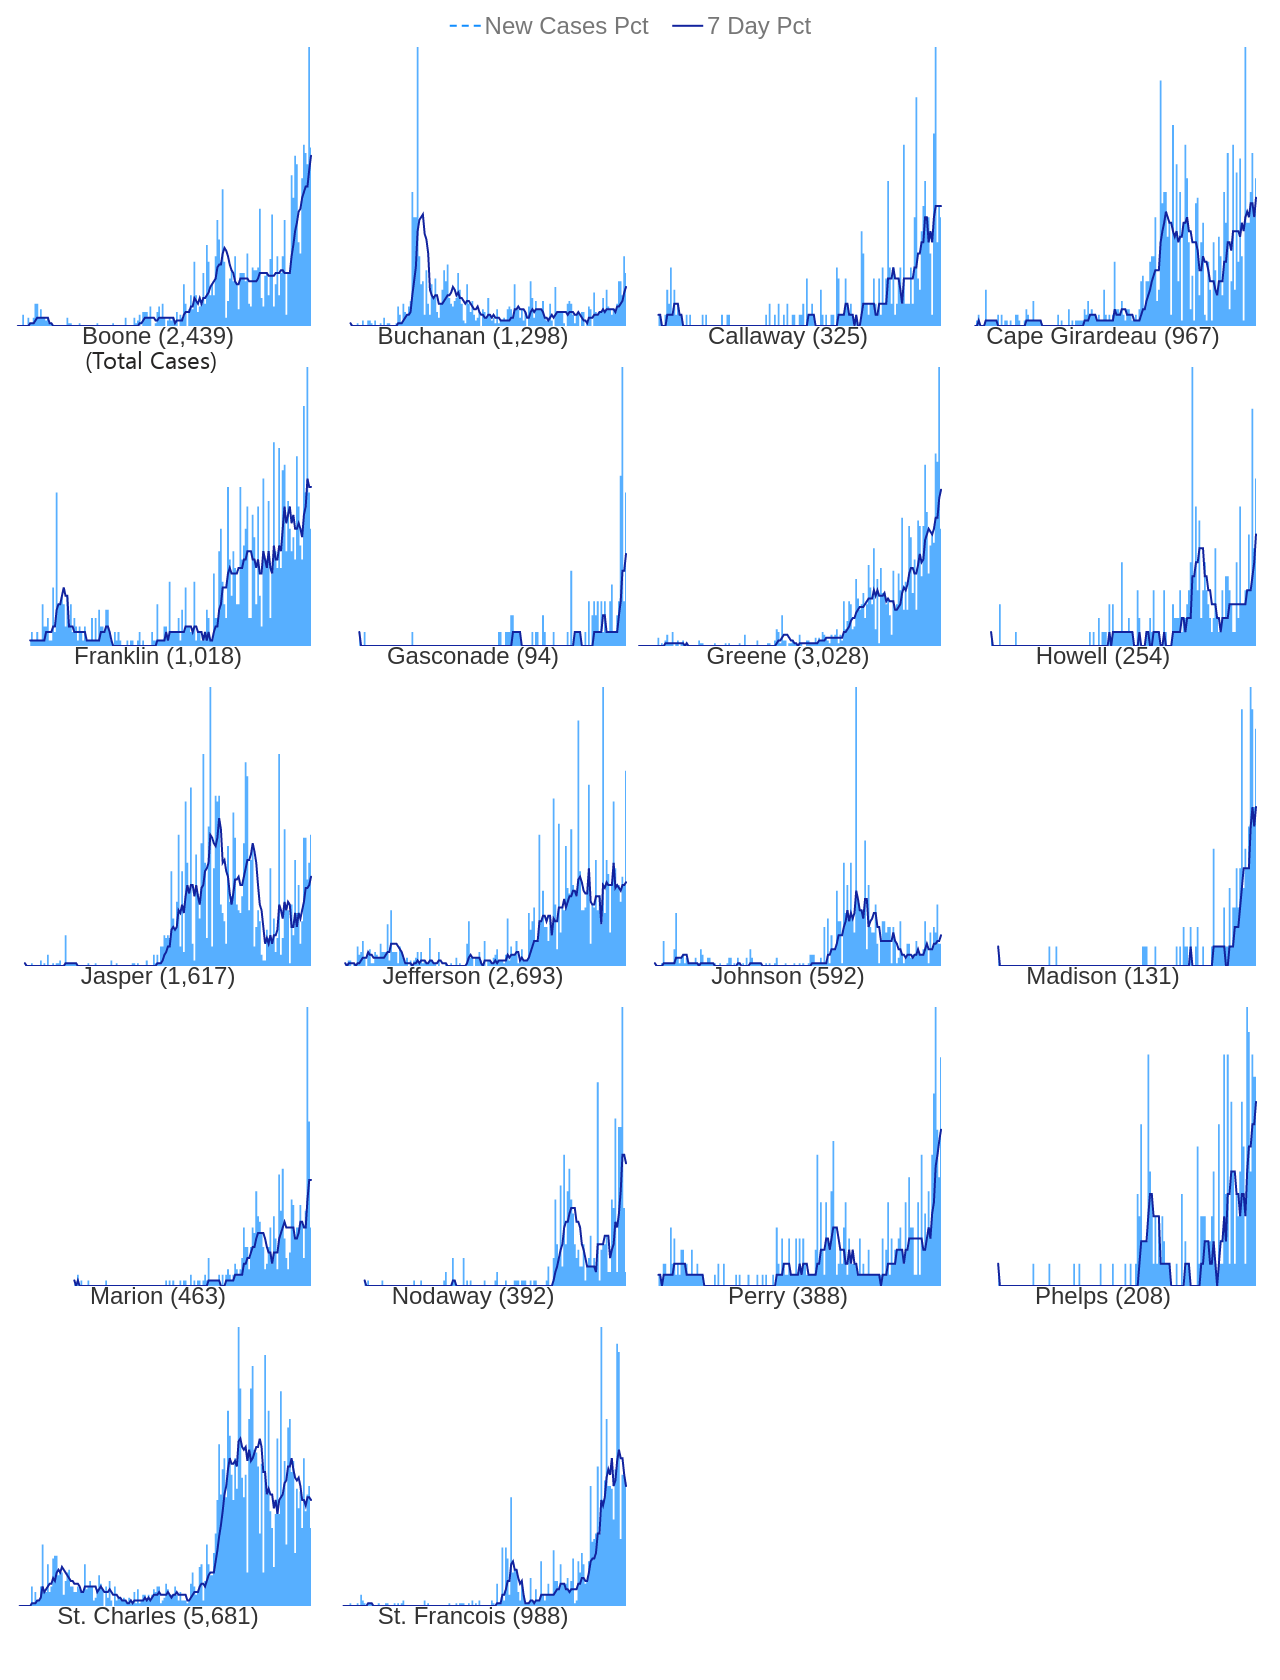 New Cases Pct 7 Day Pct
Boone (2,439) Buchanan (1,298) Callaway (325) Cape Girardeau (967)
(Total Cases)
Franklin (1,018) Gasconade (94) Greene (3,028) Howell (254)
Jasper (1,617) Jefferson (2,693) Johnson (592) Madison (131)
Marion (463) Nodaway (392) Perry (388) Phelps (208)
St. Charles (5,681) St. Francois (988)